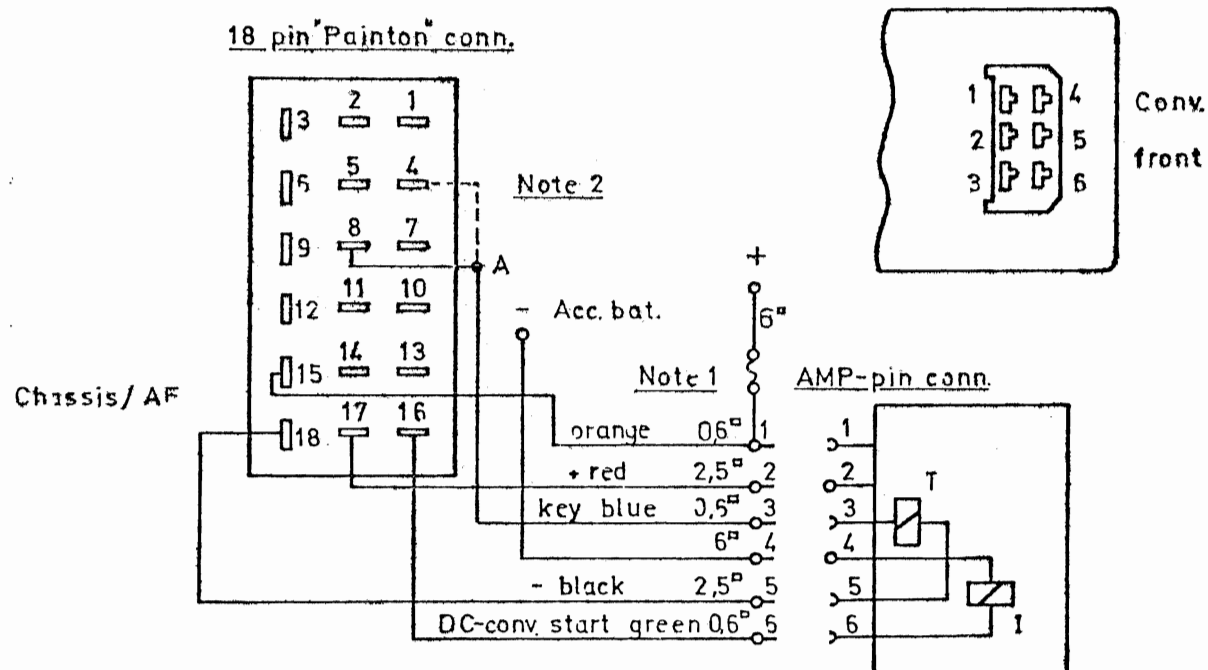 18 pin "Painton" conn.
3 2 1
6 5 4
9 8 7
12 11 10
15 14 13
18 17 16
Note 2
A
Chassis/AF
- Acc. bat.
+
6▫
Note 1
AMP-pin conn.
orange 0,6▫ 1
+ red 2,5▫ 2
key blue 0,6▫ 3
6▫ 4
- black 2,5▫ 5
DC-conv. start green 0,6▫ 6
1
2
3
4
5
6
T
I
1 4
2 5
3 6
Conv.
front